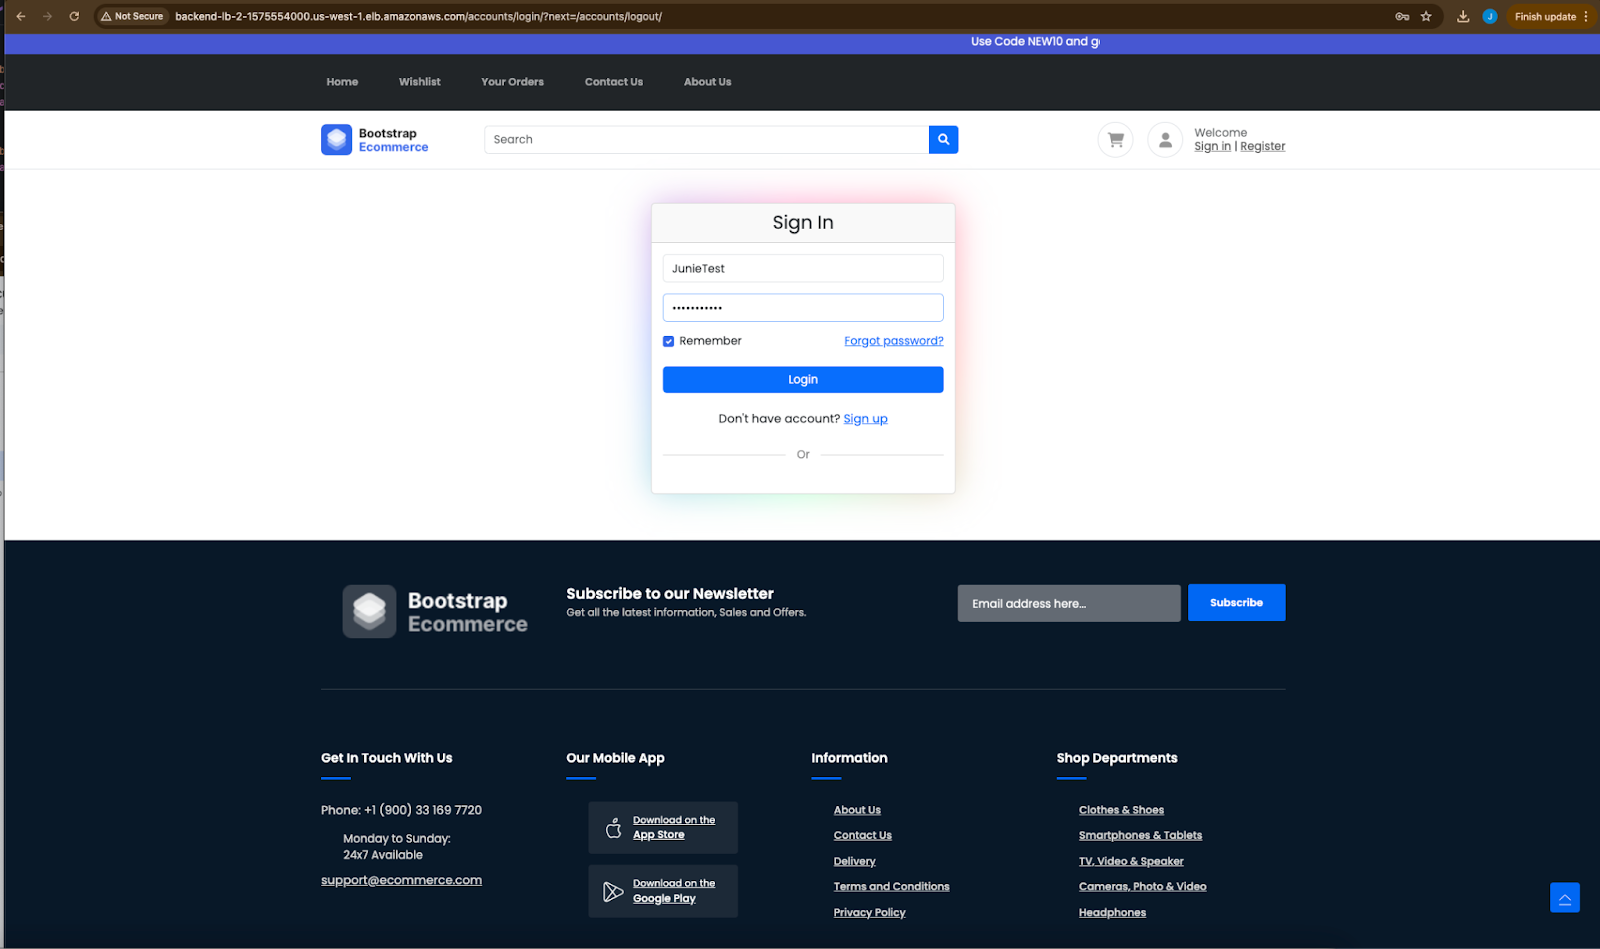 Not Secure
backend-lb-2-1575554000.us-west-1.elb.amazonaws.com/accounts/login/?next=/accounts/logout/
J
Finish update
Use Code NEW10 and g
Home
Wishlist
Your Orders
Contact Us
About Us
Bootstrap
Ecommerce
Search
Welcome
Sign in | Register
Sign In
JunieTest
•••••••••••
Remember
Forgot password?
Login
Don't have account? Sign up
Or
Bootstrap
Ecommerce
Subscribe to our Newsletter
Get all the latest information, Sales and Offers.
Email address here...
Subscribe
Get In Touch With Us
Phone: +1 (900) 33 169 7720
Monday to Sunday:
24x7 Available
support@ecommerce.com
Our Mobile App
Download on the
App Store
Download on the
Google Play
Information
About Us
Contact Us
Delivery
Terms and Conditions
Privacy Policy
Shop Departments
Clothes & Shoes
Smartphones & Tablets
TV, Video & Speaker
Cameras, Photo & Video
Headphones